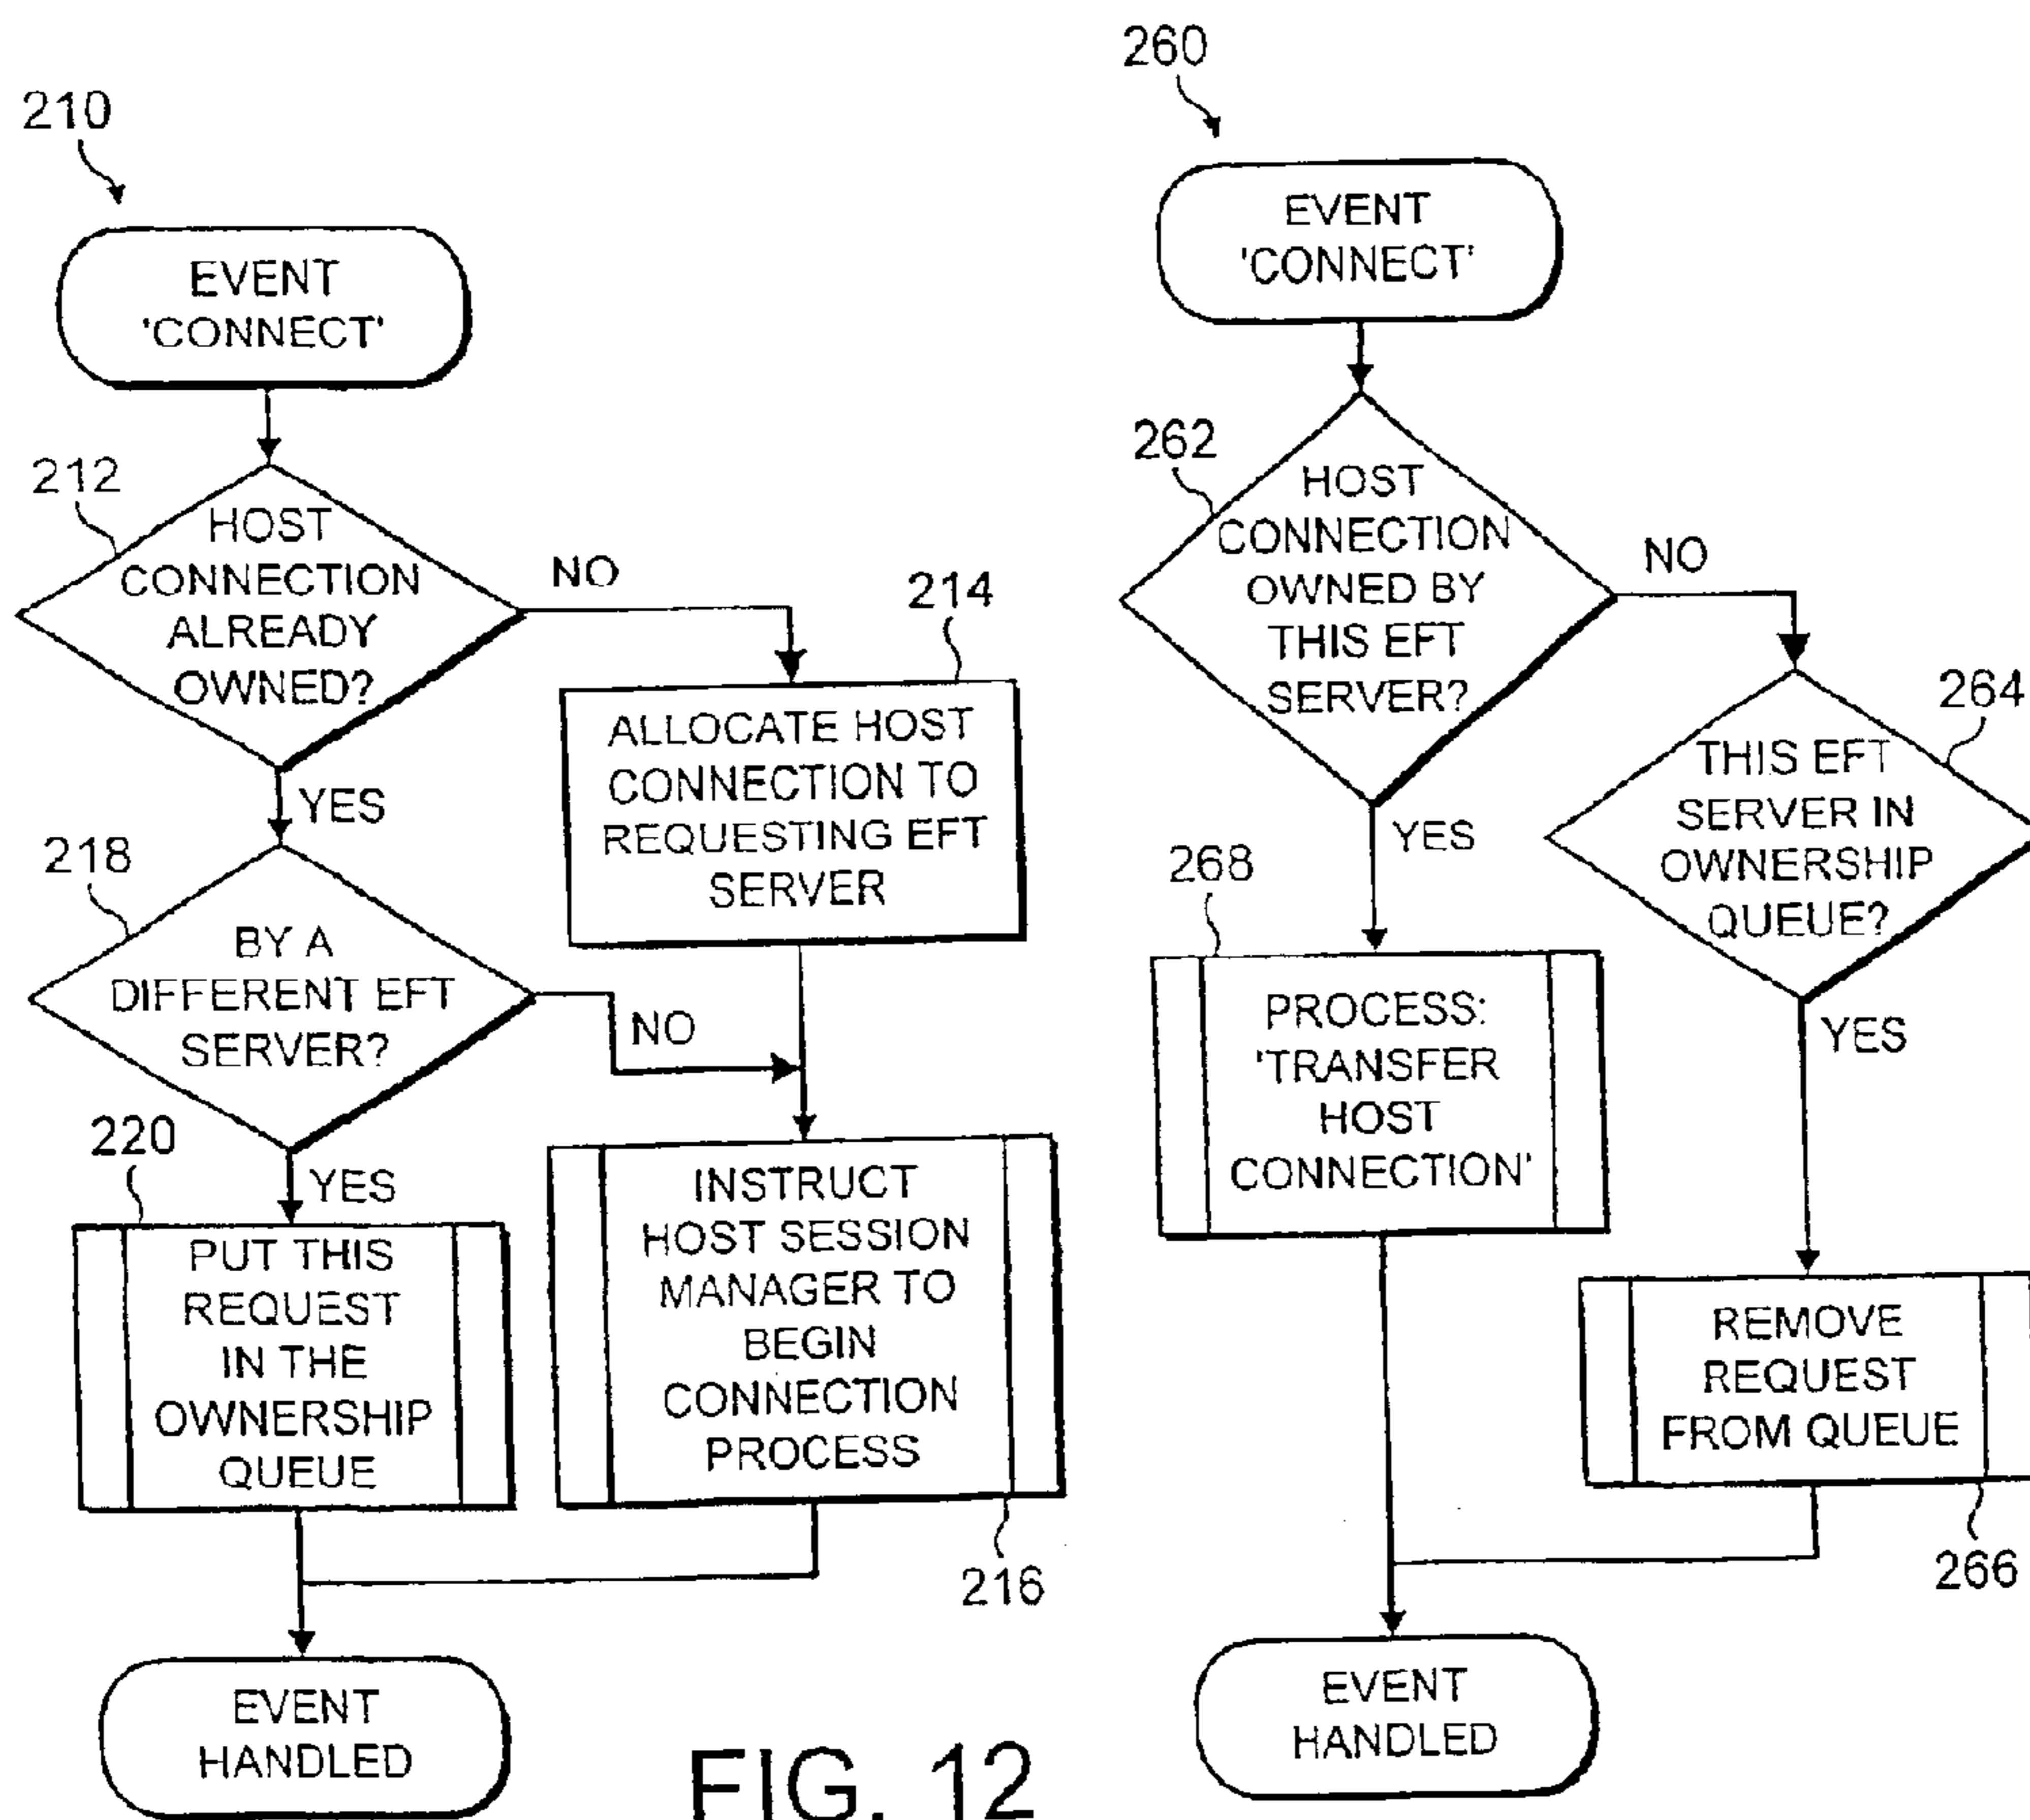 210
EVENT
'CONNECT'
212
HOST
CONNECTION
ALREADY
OWNED?
NO
YES
214
ALLOCATE HOST
CONNECTION TO
REQUESTING EFT
SERVER
218
BY A
DIFFERENT EFT
SERVER?
NO
YES
220
PUT THIS
REQUEST
IN THE
OWNERSHIP
QUEUE
INSTRUCT
HOST SESSION
MANAGER TO
BEGIN
CONNECTION
PROCESS
216
EVENT
HANDLED
FIG. 12
260
EVENT
'CONNECT'
262
HOST
CONNECTION
OWNED BY
THIS EFT
SERVER?
NO
YES
264
THIS EFT
SERVER IN
OWNERSHIP
QUEUE?
YES
268
PROCESS:
'TRANSFER
HOST
CONNECTION'
REMOVE
REQUEST
FROM QUEUE
266
EVENT
HANDLED